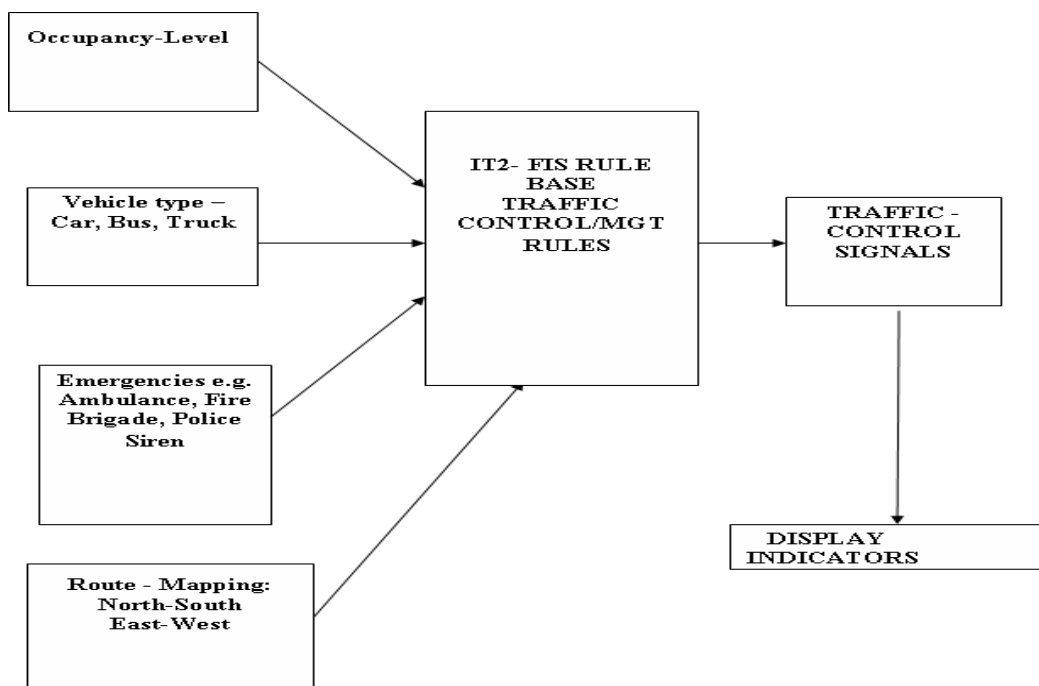 Occupancy-Level
Vehicle type –
Car, Bus, Truck
Emergencies e.g.
Ambulance, Fire
Brigade, Police
Siren
Route - Mapping:
North-South
East-West
IT2- FIS RULE
BASE
TRAFFIC
CONTROL/MGT
RULES
TRAFFIC -
CONTROL
SIGNALS
DISPLAY
INDICATORS